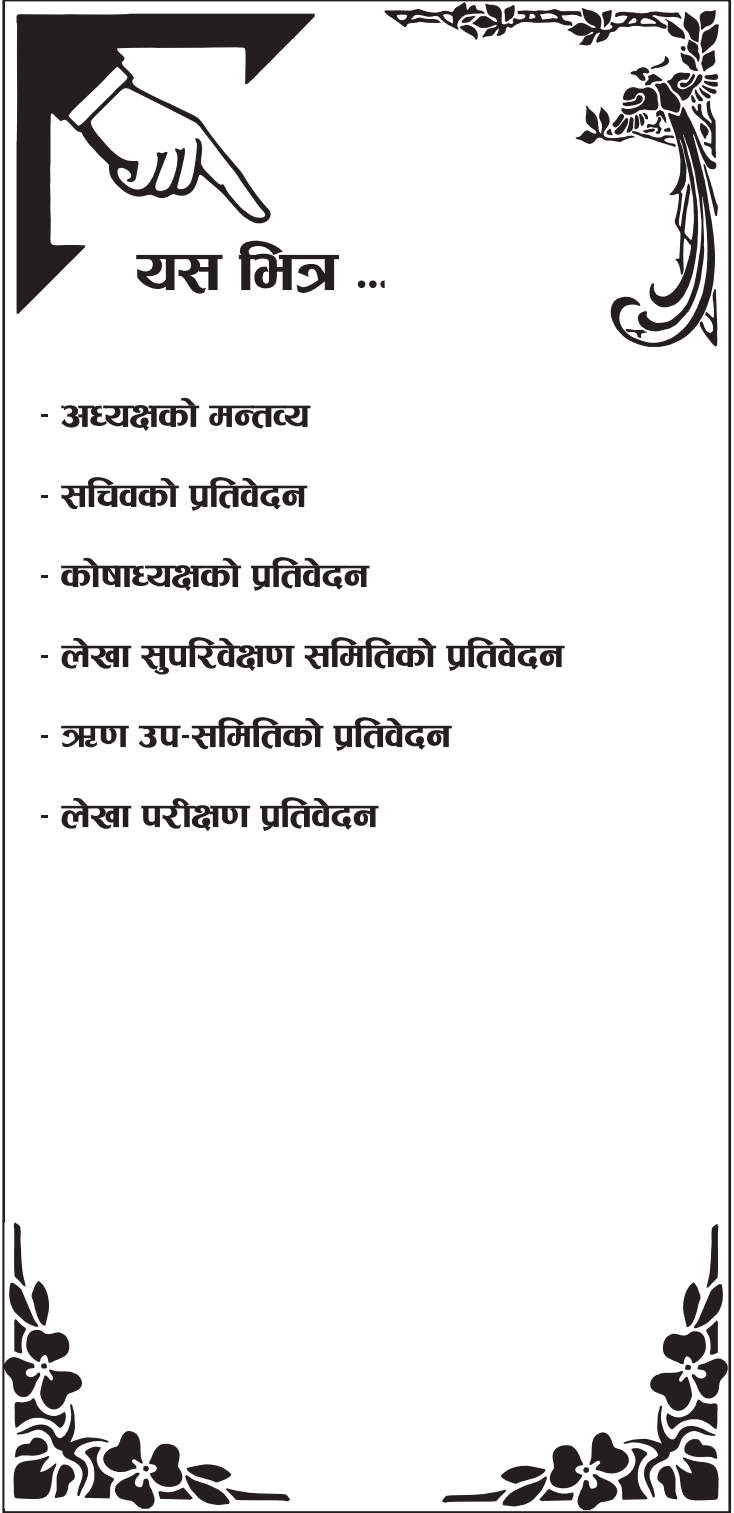 यस भित्र ...
- अध्यक्षको मन्तव्य
- सचिवको प्रतिवेदन
- कोषाध्यक्षको प्रतिवेदन
- लेखा सुपरिवेक्षण समितिको प्रतिवेदन
- ऋण उप-समितिको प्रतिवेदन
- लेखा परीक्षण प्रतिवेदन